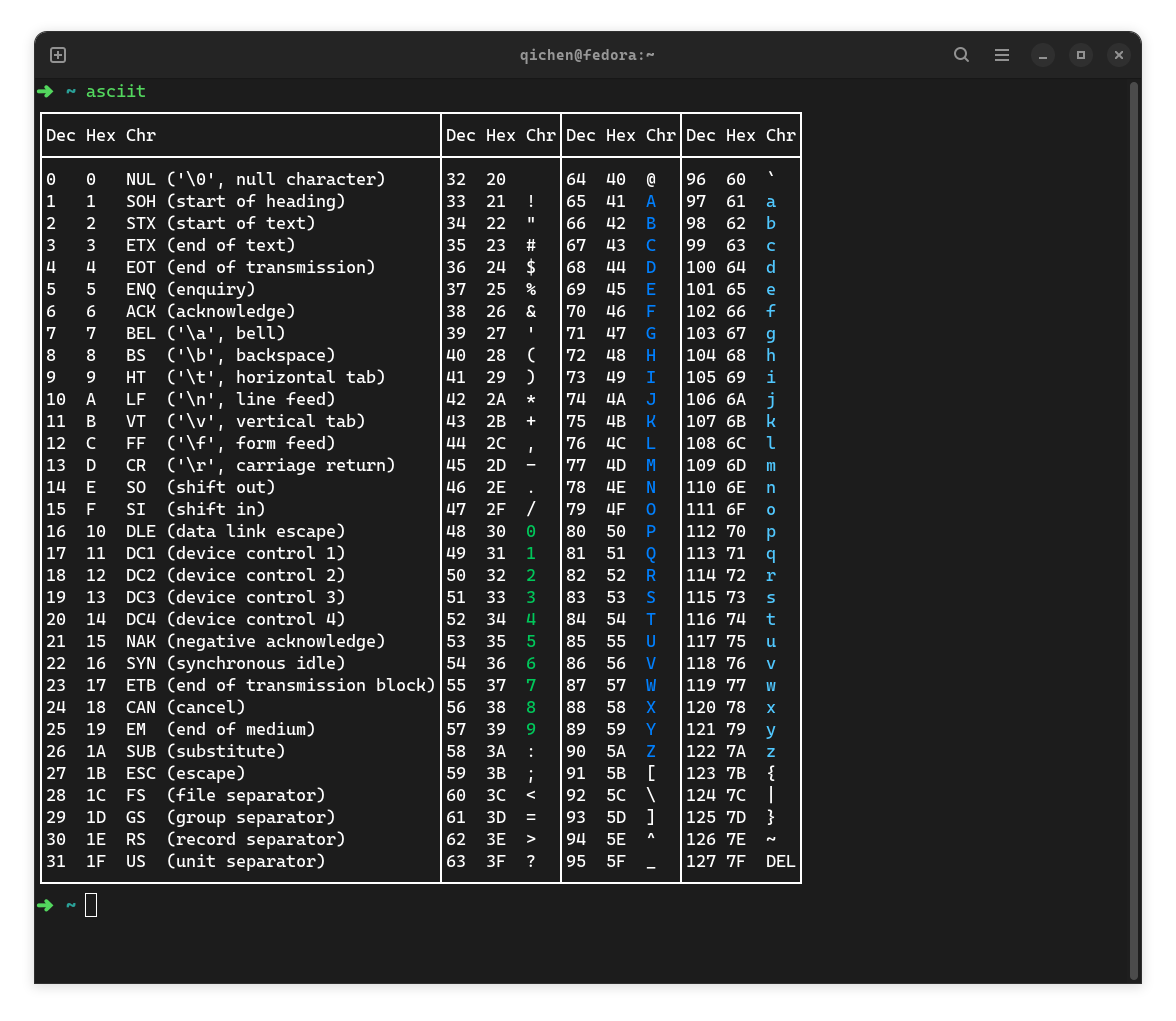 qichen@fedora:~
➜ ~ asciit
Dec Hex Chr Dec Hex Chr Dec Hex Chr Dec Hex Chr
0 0 NUL ('\0', null character) 32 20 64 40 @ 96 60 `
1 1 SOH (start of heading) 33 21 ! 65 41 A 97 61 a
2 2 STX (start of text) 34 22 " 66 42 B 98 62 b
3 3 ETX (end of text) 35 23 # 67 43 C 99 63 c
4 4 EOT (end of transmission) 36 24 $ 68 44 D 100 64 d
5 5 ENQ (enquiry) 37 25 % 69 45 E 101 65 e
6 6 ACK (acknowledge) 38 26 & 70 46 F 102 66 f
7 7 BEL ('\a', bell) 39 27 ' 71 47 G 103 67 g
8 8 BS ('\b', backspace) 40 28 ( 72 48 H 104 68 h
9 9 HT ('\t', horizontal tab) 41 29 ) 73 49 I 105 69 i
10 A LF ('\n', line feed) 42 2A * 74 4A J 106 6A j
11 B VT ('\v', vertical tab) 43 2B + 75 4B K 107 6B k
12 C FF ('\f', form feed) 44 2C , 76 4C L 108 6C l
13 D CR ('\r', carriage return) 45 2D - 77 4D M 109 6D m
14 E SO (shift out) 46 2E . 78 4E N 110 6E n
15 F SI (shift in) 47 2F / 79 4F O 111 6F o
16 10 DLE (data link escape) 48 30 0 80 50 P 112 70 p
17 11 DC1 (device control 1) 49 31 1 81 51 Q 113 71 q
18 12 DC2 (device control 2) 50 32 2 82 52 R 114 72 r
19 13 DC3 (device control 3) 51 33 3 83 53 S 115 73 s
20 14 DC4 (device control 4) 52 34 4 84 54 T 116 74 t
21 15 NAK (negative acknowledge) 53 35 5 85 55 U 117 75 u
22 16 SYN (synchronous idle) 54 36 6 86 56 V 118 76 v
23 17 ETB (end of transmission block) 55 37 7 87 57 W 119 77 w
24 18 CAN (cancel) 56 38 8 88 58 X 120 78 x
25 19 EM (end of medium) 57 39 9 89 59 Y 121 79 y
26 1A SUB (substitute) 58 3A : 90 5A Z 122 7A z
27 1B ESC (escape) 59 3B ; 91 5B [ 123 7B {
28 1C FS (file separator) 60 3C < 92 5C \ 124 7C |
29 1D GS (group separator) 61 3D = 93 5D ] 125 7D }
30 1E RS (record separator) 62 3E > 94 5E ^ 126 7E ~
31 1F US (unit separator) 63 3F ? 95 5F _ 127 7F DEL
➜ ~